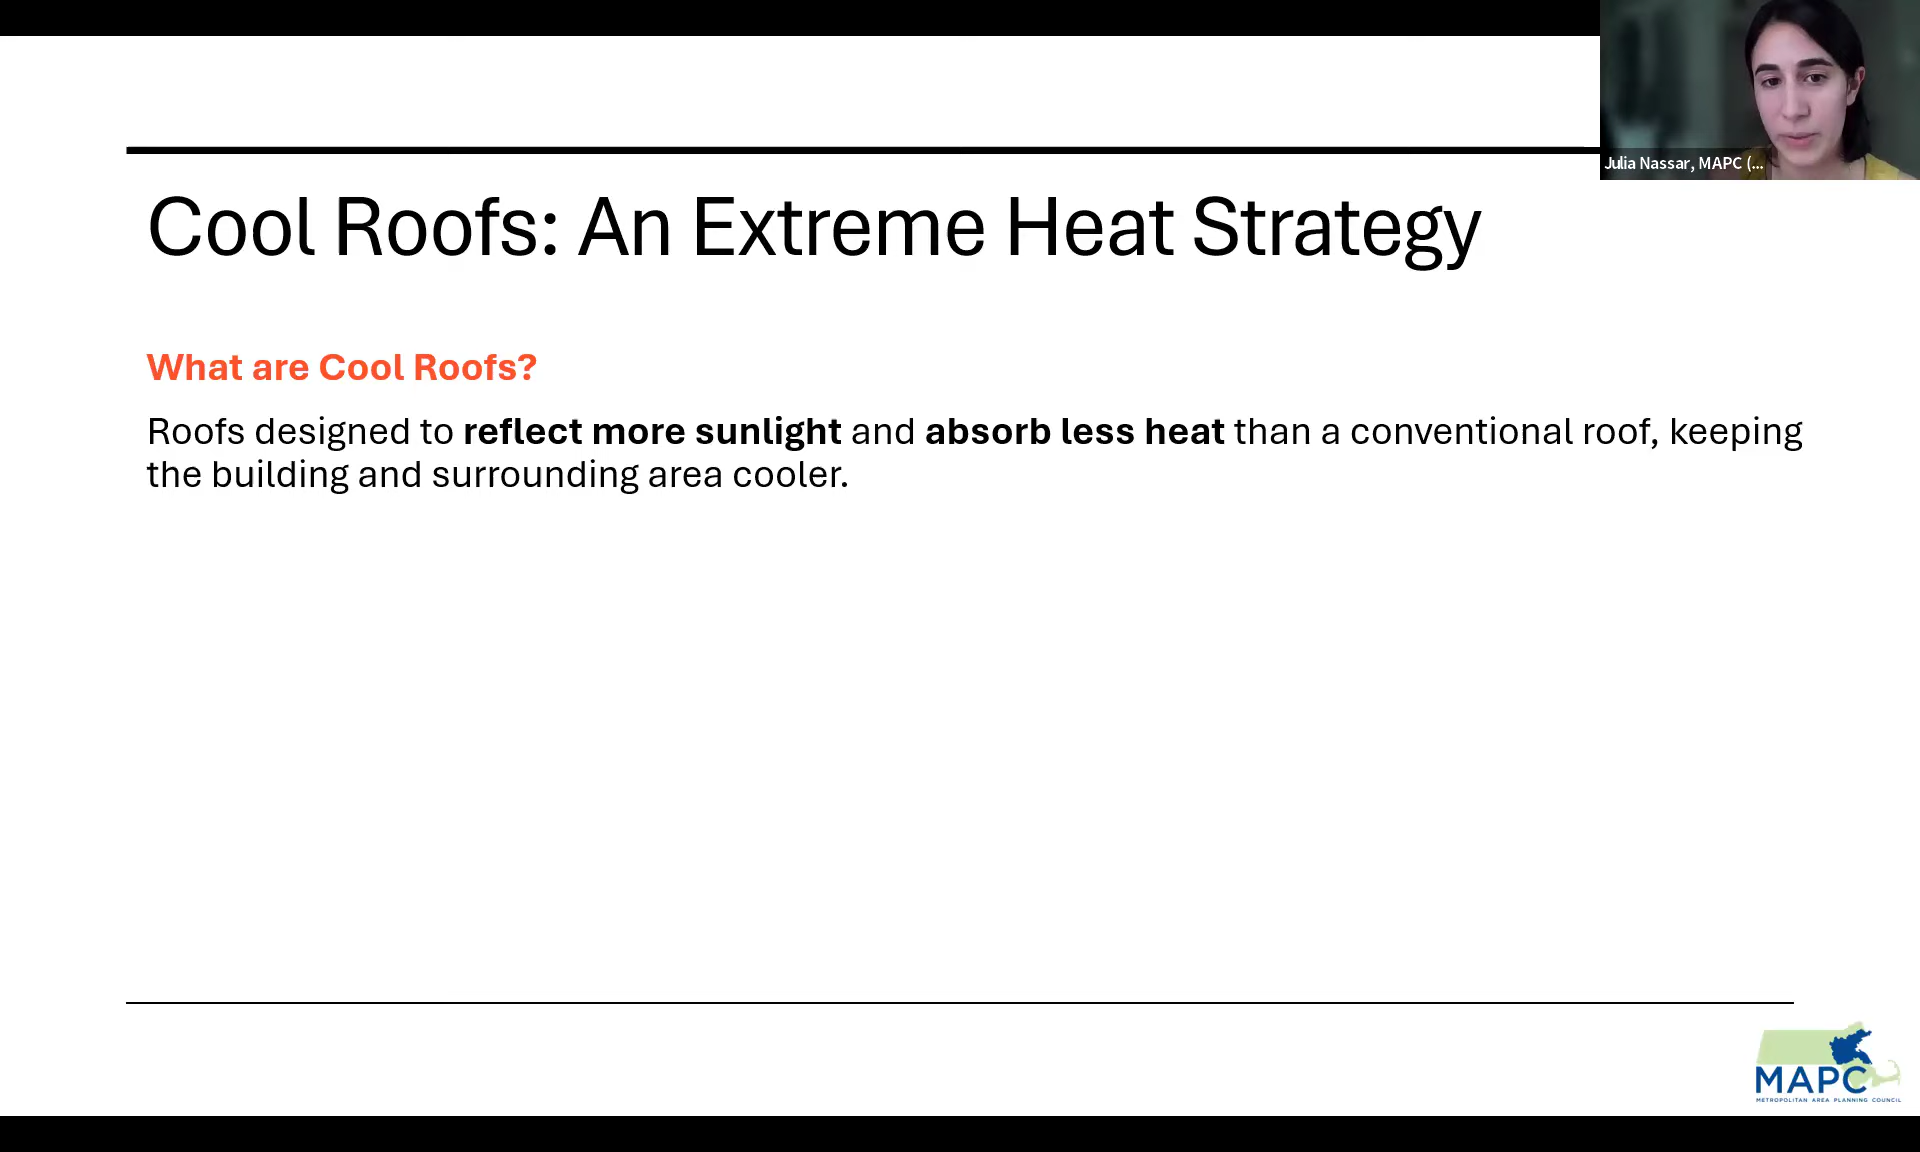 Julia Nassar, MAPC (...
Cool Roofs: An Extreme Heat Strategy
What are Cool Roofs?
Roofs designed to reflect more sunlight and absorb less heat than a conventional roof, keeping
the building and surrounding area cooler.
MAPC
METROPOLITAN AREA PLANNING COUNCIL